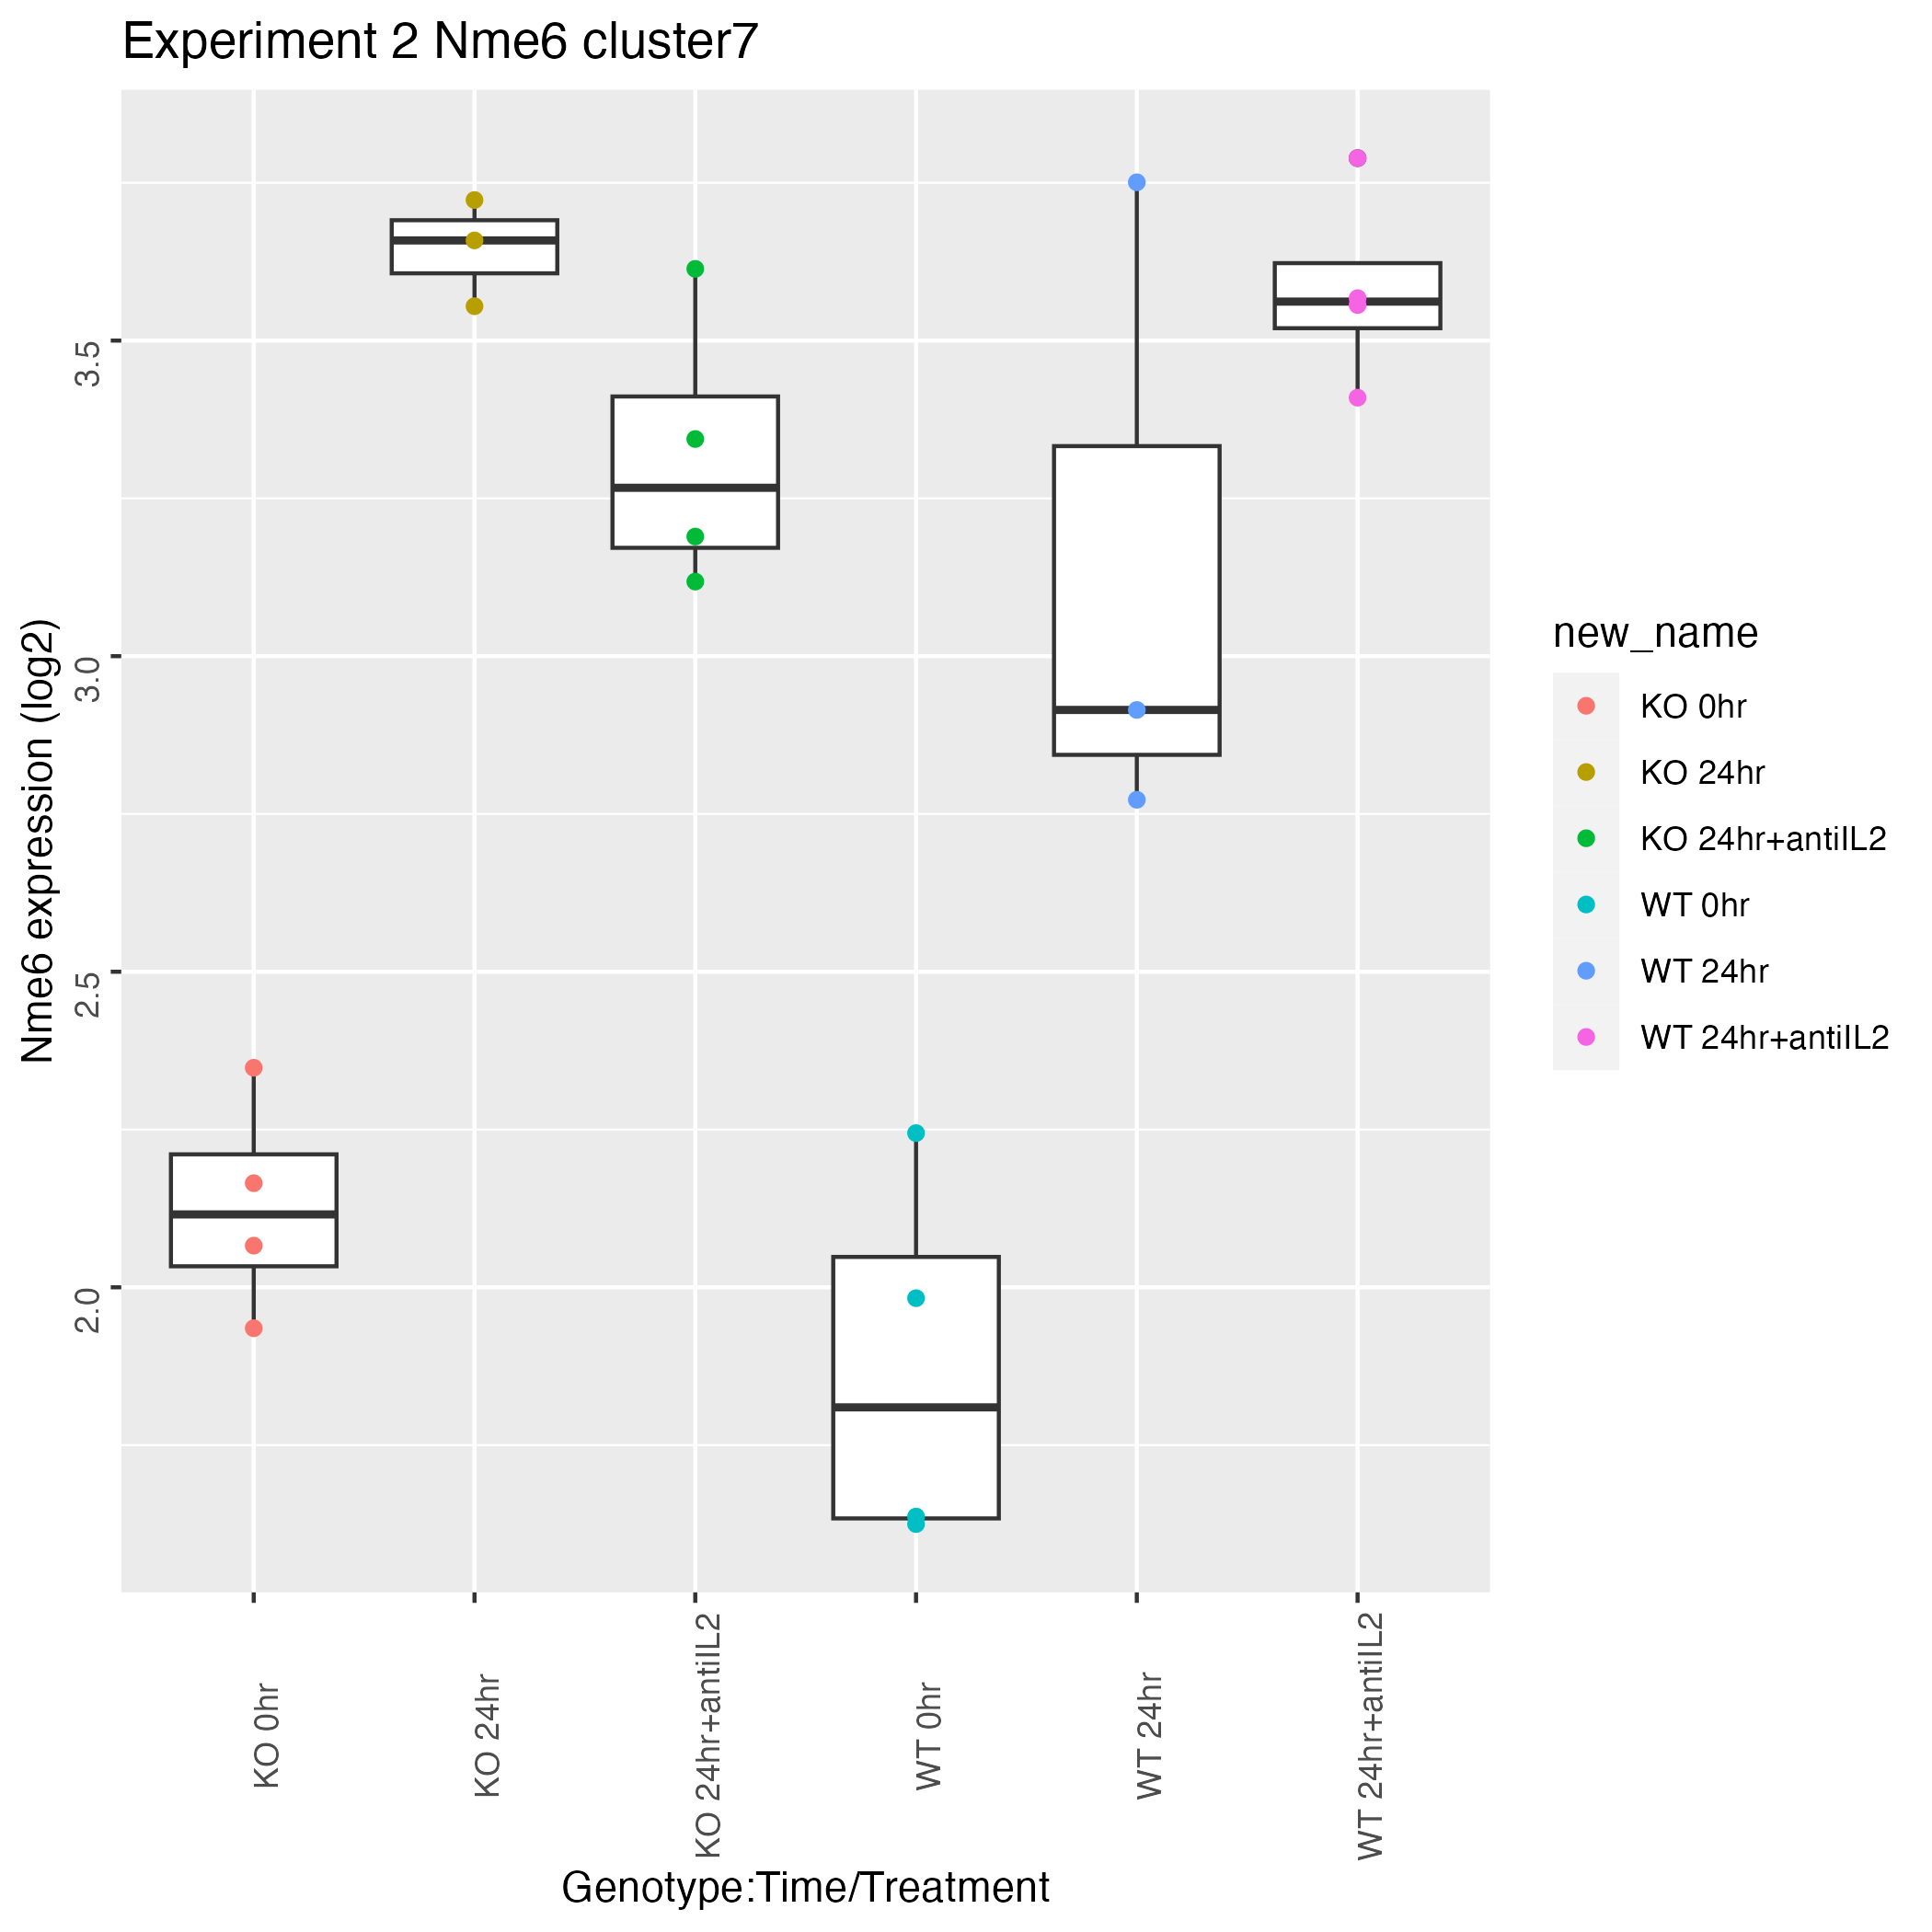 Experiment 2 Nme6 cluster7
Nme6 expression (log2)
3.5
3.0
2.5
2.0
KO 0hr
KO 24hr
KO 24hr+antiIL2
WT 0hr
WT 24hr
WT 24hr+antiIL2
Genotype:Time/Treatment
new_name
KO 0hr
KO 24hr
KO 24hr+antiIL2
WT 0hr
WT 24hr
WT 24hr+antiIL2